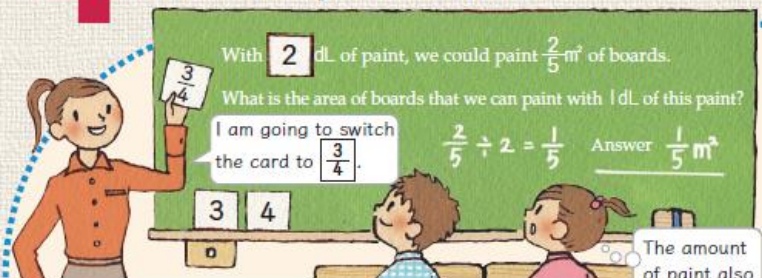 With 2 dL of paint, we could paint 2/5 m² of boards.
3/4
What is the area of boards that we can paint with 1dL of this paint?
I am going to switch
the card to 3/4.
2/5 ÷ 2 = 1/5 Answer 1/5 m²
3 4
The amount
of paint also